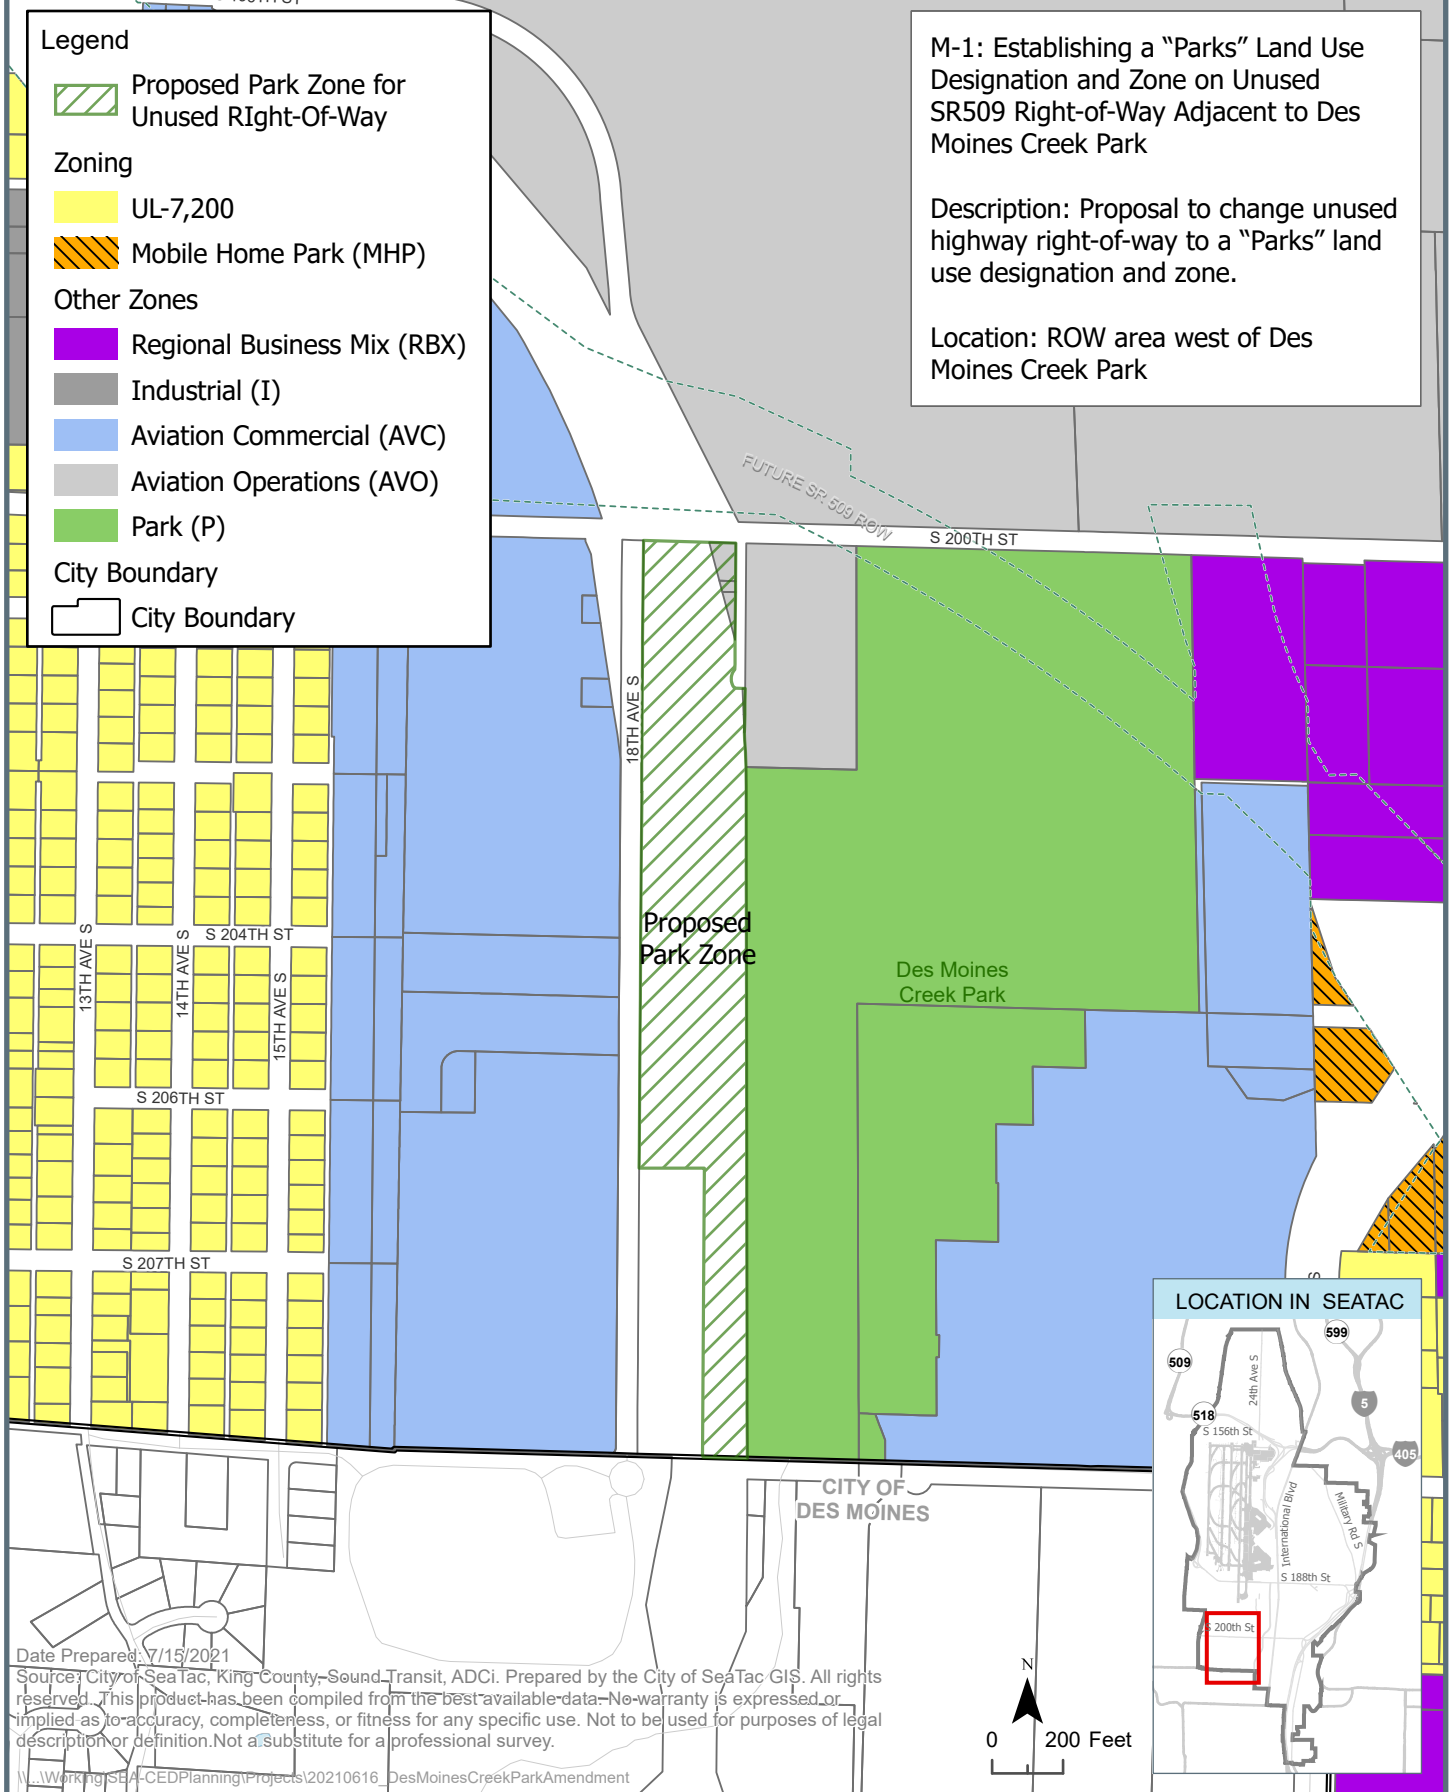 Legend
Proposed Park Zone for
Unused RIght-Of-Way
Zoning
UL-7,200
Mobile Home Park (MHP)
Other Zones
Regional Business Mix (RBX)
Industrial (I)
Aviation Commercial (AVC)
Aviation Operations (AVO)
Park (P)
City Boundary
City Boundary
M-1: Establishing a “Parks” Land Use
Designation and Zone on Unused
SR509 Right-of-Way Adjacent to Des
Moines Creek Park
Description: Proposal to change unused
highway right-of-way to a “Parks” land
use designation and zone.
Location: ROW area west of Des
Moines Creek Park
FUTURE SR 509 ROW
S 200TH ST
18TH AVE S
Proposed
Park Zone
Des Moines
Creek Park
S 204TH ST
13TH AVE S
14TH AVE S
15TH AVE S
S 206TH ST
S 207TH ST
S
CITY OF
DES MOINES
LOCATION IN SEATAC
599
509
24th Ave S
5
518
S 156th St
405
International Blvd
Military Rd S
S 188th St
S 200th St
N
0 200 Feet
Date Prepared: 7/15/2021
Source: City of SeaTac, King County, Sound Transit, ADCi. Prepared by the City of SeaTac GIS. All rights
reserved. This product has been compiled from the best available data. No warranty is expressed or
implied as to accuracy, completeness, or fitness for any specific use. Not to be used for purposes of legal
description or definition.Not a substitute for a professional survey.
\\...\Working\SBA-CEDPlanning\Projects\20210616_DesMoinesCreekParkAmendment